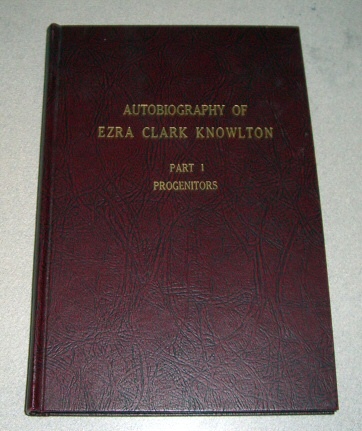 AUTOBIOGRAPHY OF
EZRA CLARK KNOWLTON
PART 1
PROGENITORS